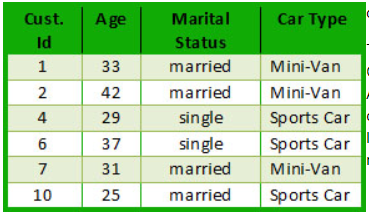 Cust. Id Age Marital Status Car Type
1 33 married Mini-Van
2 42 married Mini-Van
4 29 single Sports Car
6 37 single Sports Car
7 31 married Mini-Van
10 25 married Sports Car